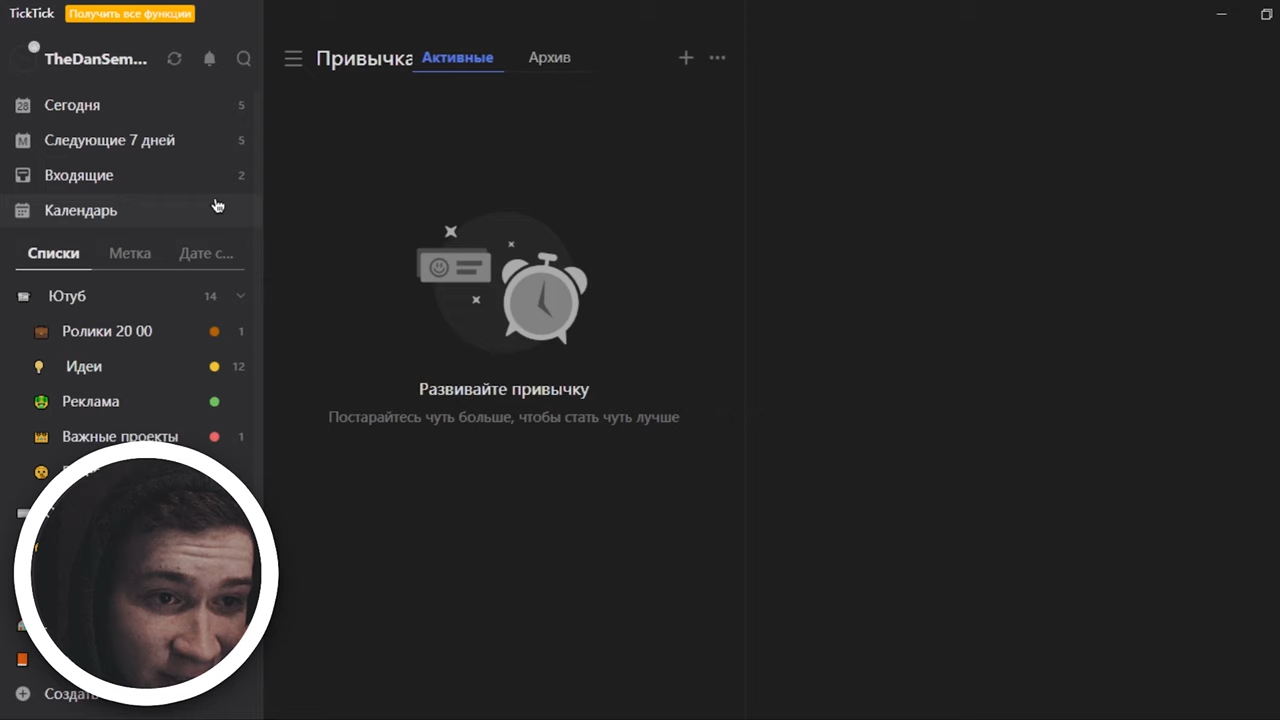 TickTick Получить все функции
TheDanSem...
Привычка Активные Архив
Сегодня 5
Следующие 7 дней 5
Входящие 2
Календарь
Списки Метка Дате с...
Ютуб 14
Ролики 20 00 1
Идеи 12
Реклама
Важные проекты 1
Развивайте привычку
Постарайтесь чуть больше, чтобы стать чуть лучше